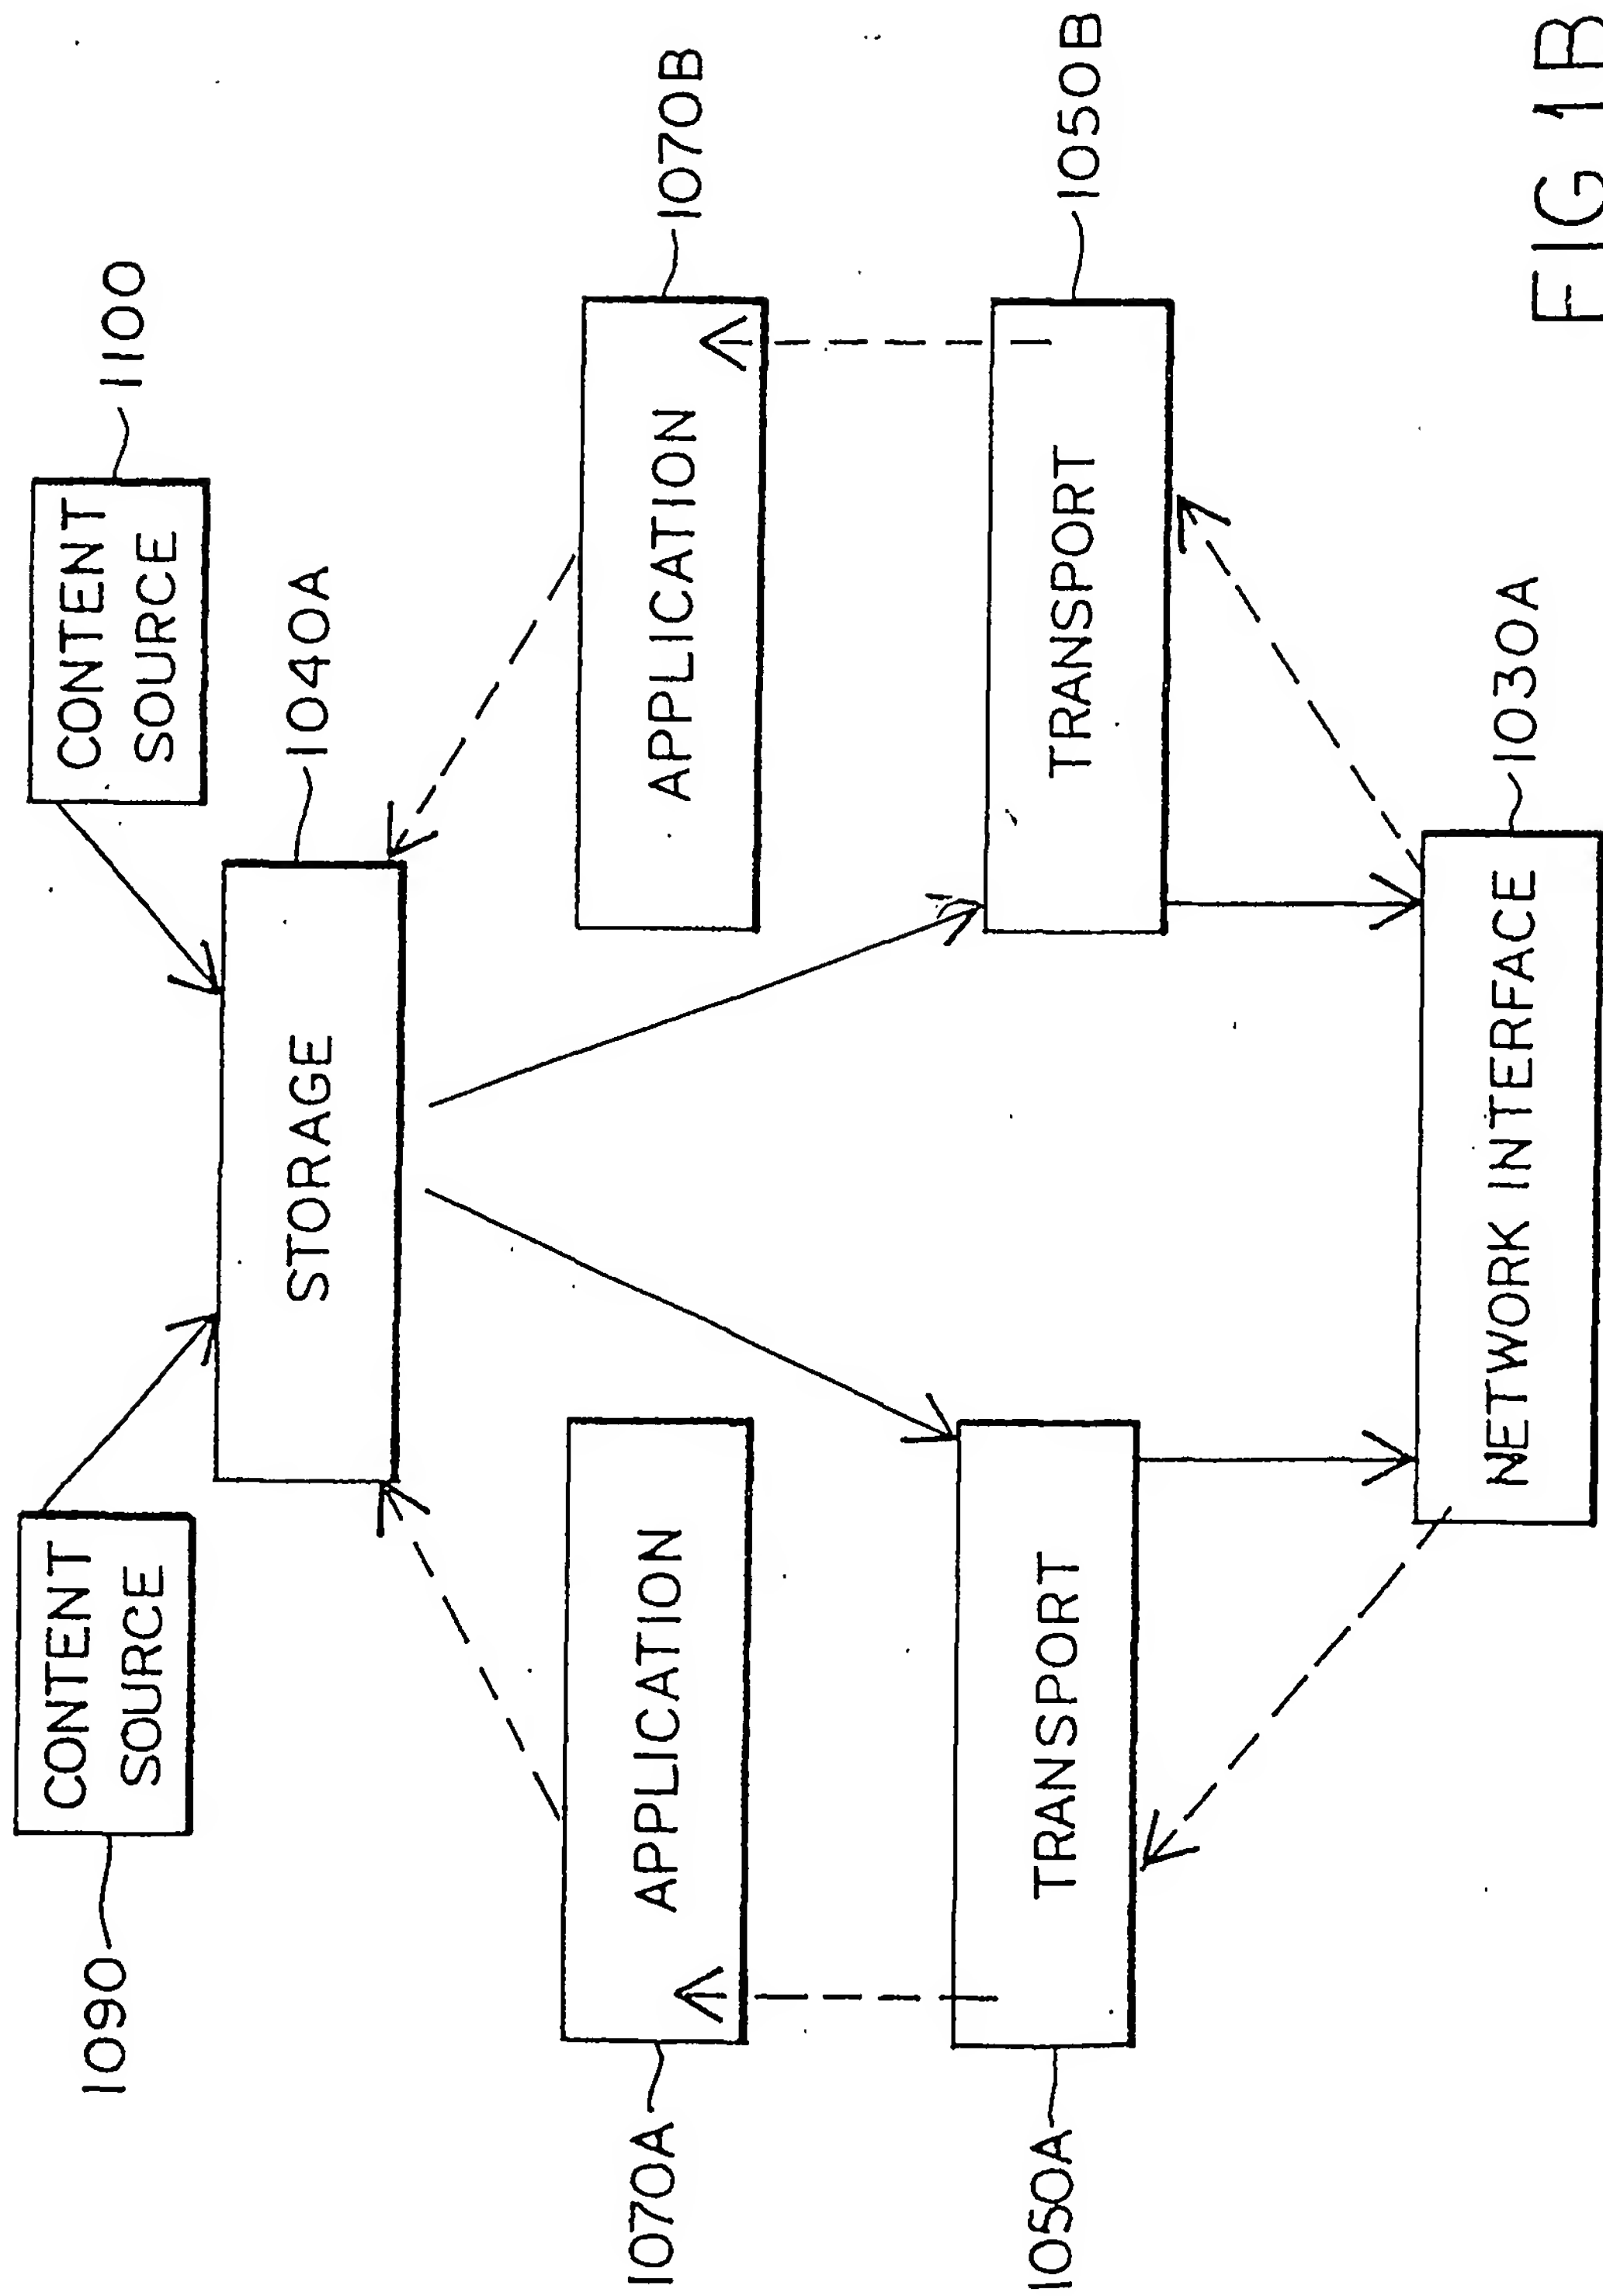 1090
CONTENT
SOURCE
CONTENT
SOURCE
1100
STORAGE
1040A
1070A
APPLICATION
APPLICATION
1070B
1050A
TRANSPORT
TRANSPORT
1050B
NETWORK INTERFACE
1030A
FIG 1B